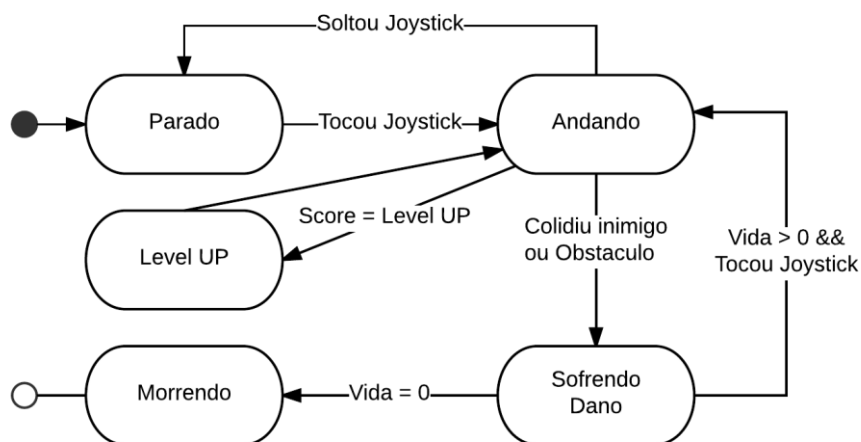 Soltou Joystick
Parado
Tocou Joystick
Andando
Score = Level UP
Level UP
Colidiu inimigo
ou Obstaculo
Vida > 0 &&
Tocou Joystick
Morrendo
Vida = 0
Sofrendo
Dano